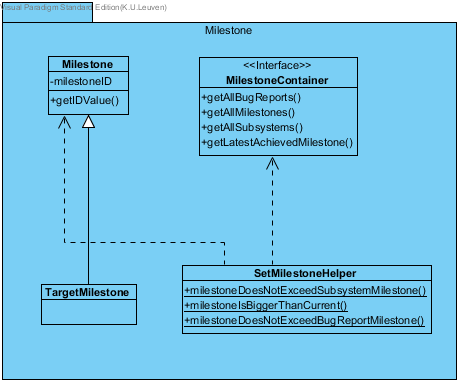 Visual Paradigm Standard Edition(K.U.Leuven)
Milestone
Milestone
-milestoneID
+getIDValue()
<<Interface>>
MilestoneContainer
+getAllBugReports()
+getAllMilestones()
+getAllSubsystems()
+getLatestAchievedMilestone()
TargetMilestone
SetMilestoneHelper
+milestoneDoesNotExceedSubsystemMilestone()
+milestoneIsBiggerThanCurrent()
+milestoneDoesNotExceedBugReportMilestone()